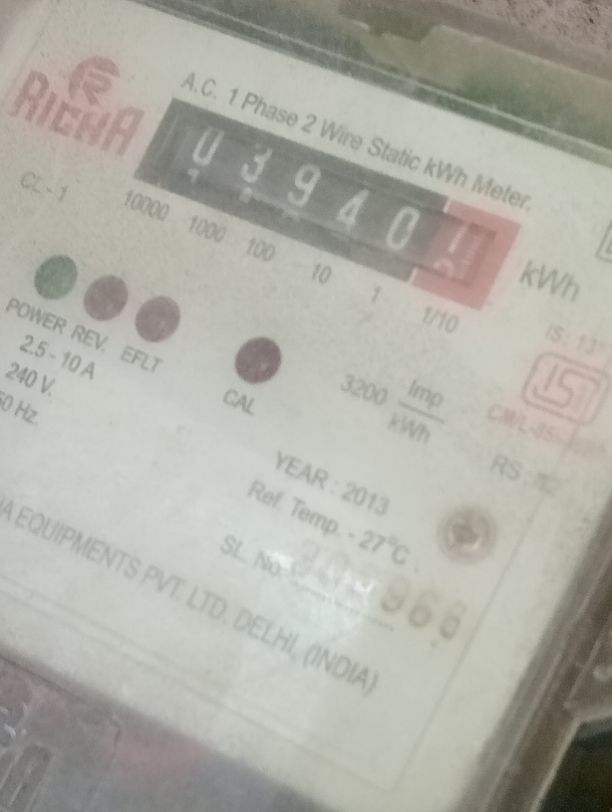 RICHA
A.C. 1 Phase 2 Wire Static kWh Meter.
0 3 9 4 0
kWh
CL - 1
10000 1000 100 10 1 1/10
POWER REV. EFLT
2.5 - 10 A
240 V.
50 Hz.
CAL
3200 Imp
kWh
YEAR : 2013
Ref. Temp. - 27°C .
SL. No.
966
EQUIPMENTS PVT. LTD. DELHI, (INDIA)